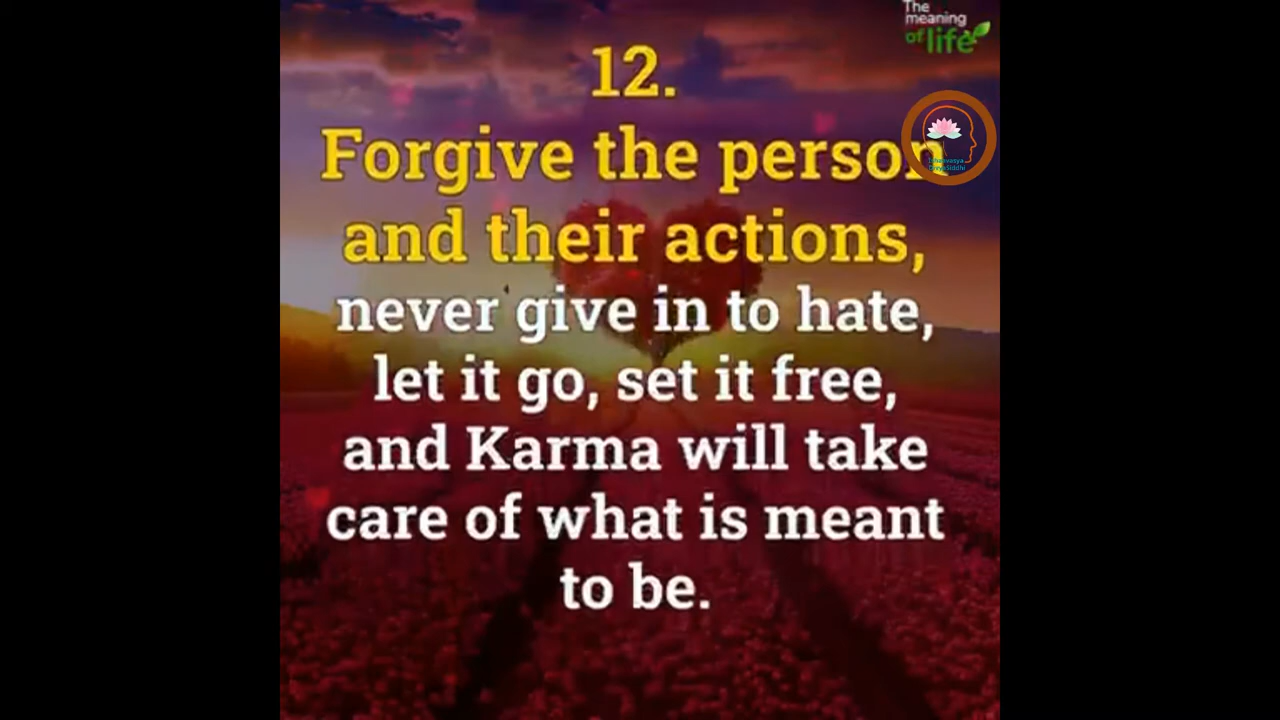 The
meaning
of life
12.
Forgive the person
and their actions,
never give in to hate,
let it go, set it free,
and Karma will take
care of what is meant
to be.